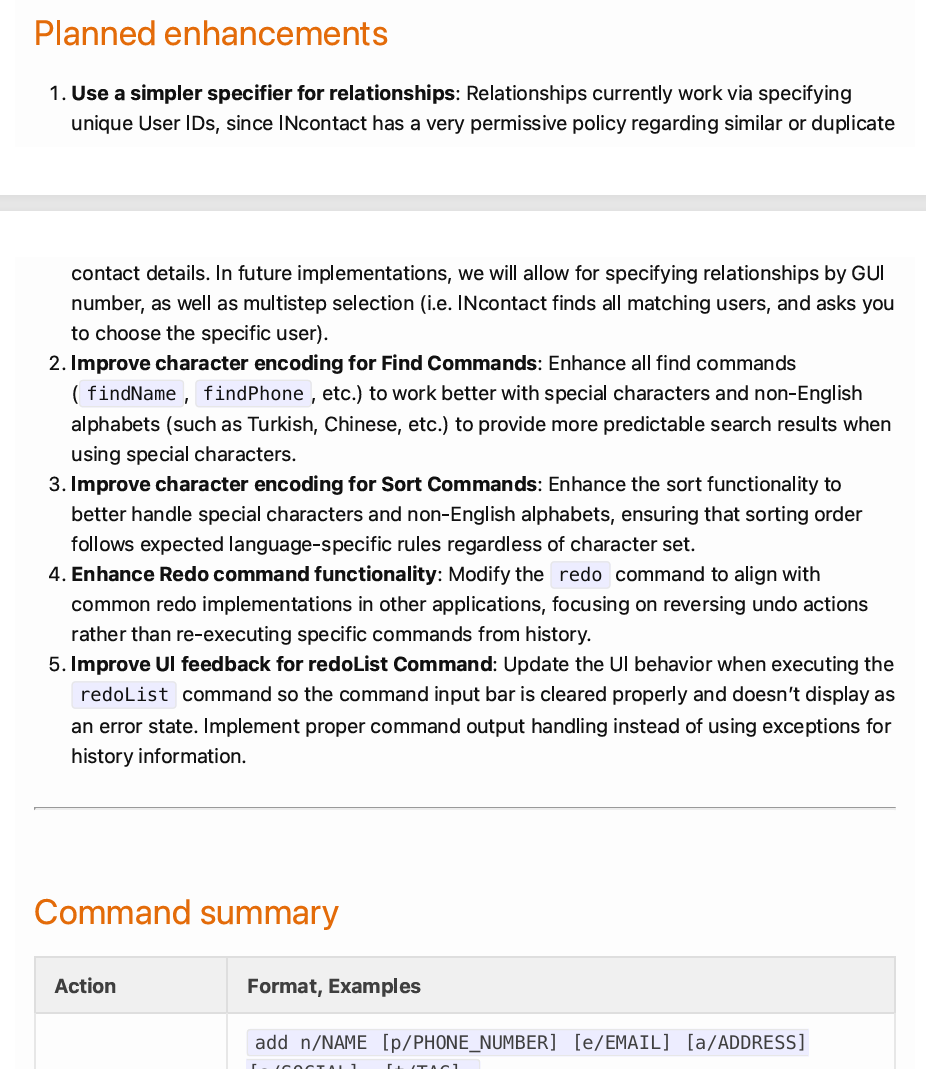 Planned enhancements
1. Use a simpler specifier for relationships: Relationships currently work via specifying
unique User IDs, since INcontact has a very permissive policy regarding similar or duplicate
contact details. In future implementations, we will allow for specifying relationships by GUI
number, as well as multistep selection (i.e. INcontact finds all matching users, and asks you
to choose the specific user).
2. Improve character encoding for Find Commands: Enhance all find commands
( findName , findPhone , etc.) to work better with special characters and non-English
alphabets (such as Turkish, Chinese, etc.) to provide more predictable search results when
using special characters.
3. Improve character encoding for Sort Commands: Enhance the sort functionality to
better handle special characters and non-English alphabets, ensuring that sorting order
follows expected language-specific rules regardless of character set.
4. Enhance Redo command functionality: Modify the redo command to align with
common redo implementations in other applications, focusing on reversing undo actions
rather than re-executing specific commands from history.
5. Improve UI feedback for redoList Command: Update the UI behavior when executing the
redoList command so the command input bar is cleared properly and doesn’t display as
an error state. Implement proper command output handling instead of using exceptions for
history information.
Command summary
Action
Format, Examples
add n/NAME [p/PHONE_NUMBER] [e/EMAIL] [a/ADDRESS]